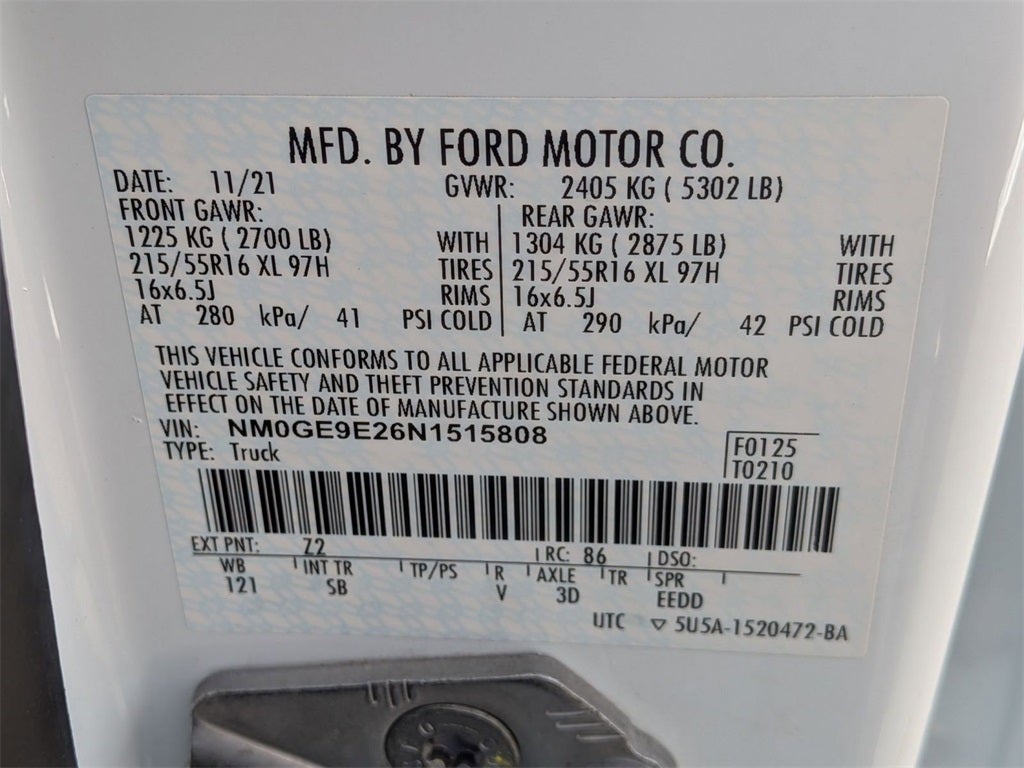 MFD. BY FORD MOTOR CO.
DATE: 11/21 GVWR: 2405 KG ( 5302 LB)
FRONT GAWR: REAR GAWR:
1225 KG ( 2700 LB) WITH 1304 KG ( 2875 LB) WITH
215/55R16 XL 97H TIRES 215/55R16 XL 97H TIRES
16x6.5J RIMS 16x6.5J RIMS
AT 280 kPa/ 41 PSI COLD AT 290 kPa/ 42 PSI COLD
THIS VEHICLE CONFORMS TO ALL APPLICABLE FEDERAL MOTOR
VEHICLE SAFETY AND THEFT PREVENTION STANDARDS IN
EFFECT ON THE DATE OF MANUFACTURE SHOWN ABOVE.
VIN: NM0GE9E26N1515808 F0125
TYPE: Truck T0210
EXT PNT: Z2 RC: 86 DSO:
WB INT TR TP/PS R AXLE TR SPR
121 SB V 3D EEDD
UTC ▽ 5U5A-1520472-BA